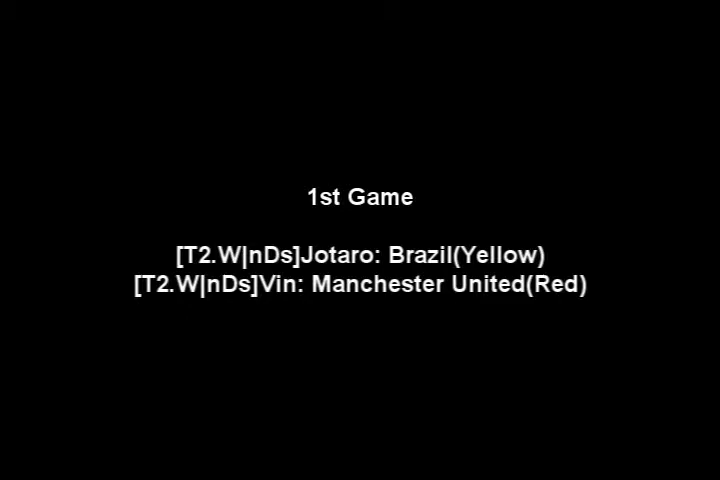 1st Game
[T2.W|nDs]Jotaro: Brazil(Yellow)
[T2.W|nDs]Vin: Manchester United(Red)